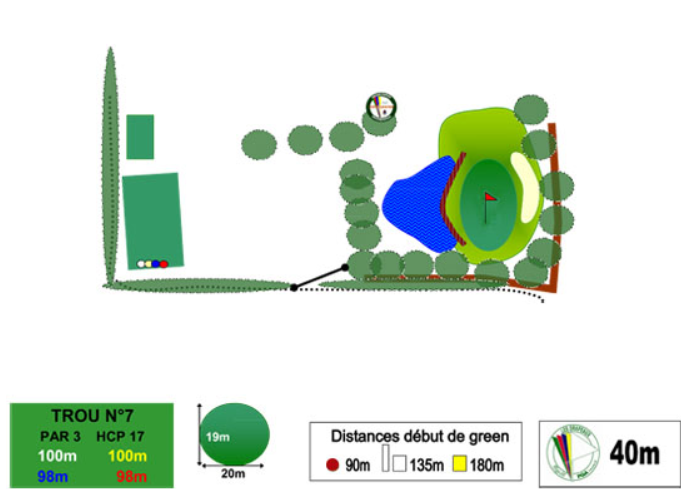 TROU N°7
PAR 3 HCP 17
100m 100m
98m 98m
19m
20m
Distances début de green
90m 135m 180m
40m